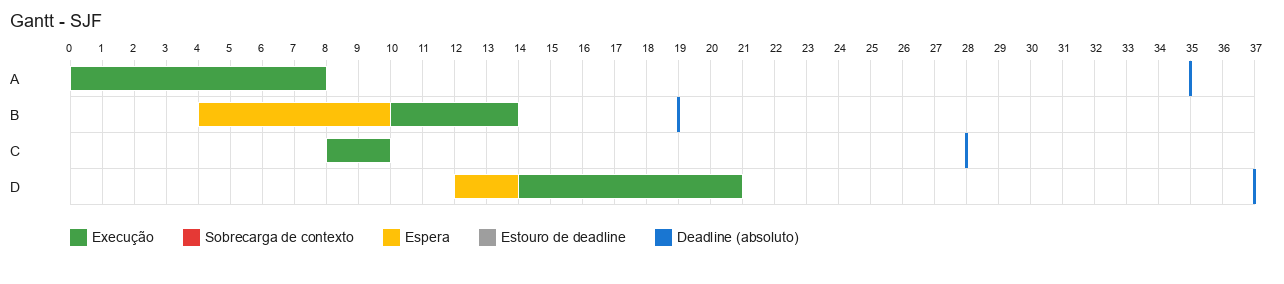 Gantt - SJF
0 1 2 3 4 5 6 7 8 9 10 11 12 13 14 15 16 17 18 19 20 21 22 23 24 25 26 27 28 29 30 31 32 33 34 35 36 37
A
B
C
D
Execução Sobrecarga de contexto Espera Estouro de deadline Deadline (absoluto)